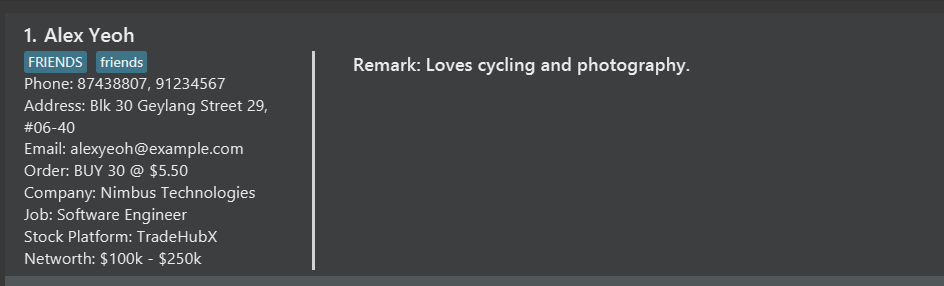 1. Alex Yeoh
FRIENDS friends
Phone: 87438807, 91234567
Address: Blk 30 Geylang Street 29,
#06-40
Email: alexyeoh@example.com
Order: BUY 30 @ $5.50
Company: Nimbus Technologies
Job: Software Engineer
Stock Platform: TradeHubX
Networth: $100k - $250k
Remark: Loves cycling and photography.